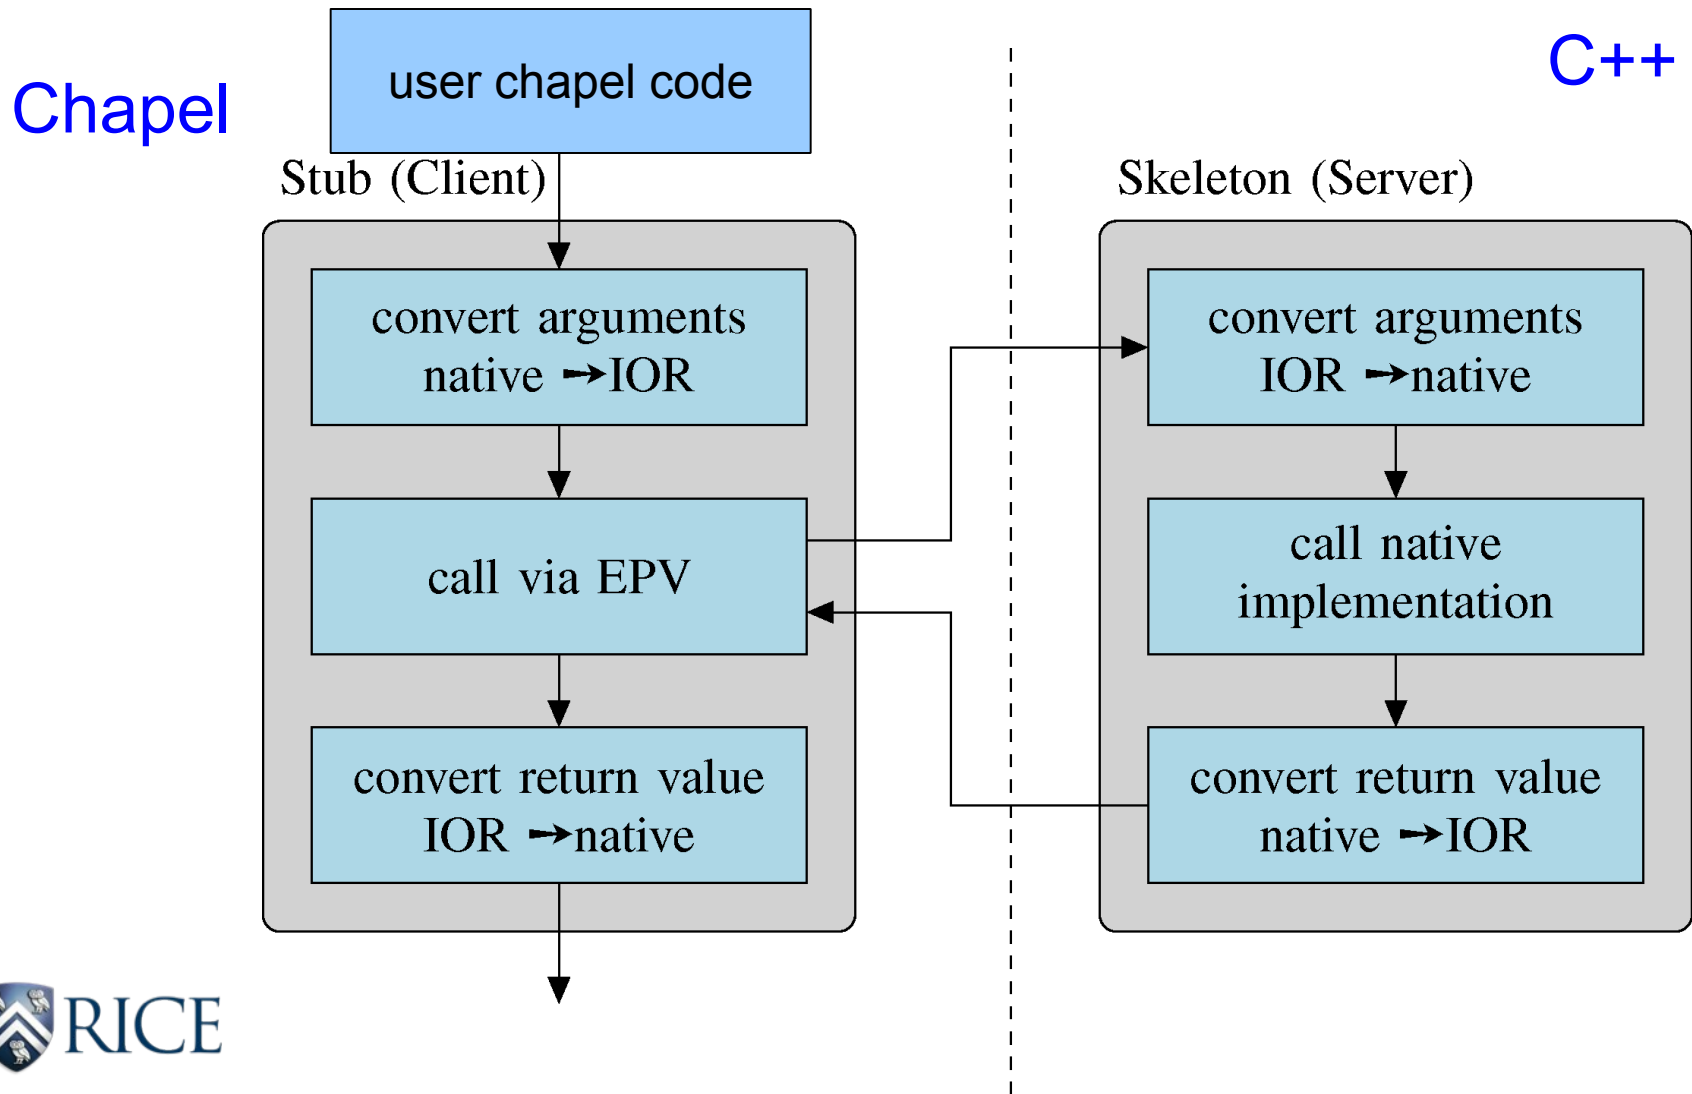 Chapel
user chapel code
C++
Stub (Client)
convert arguments
native ➙IOR
call via EPV
convert return value
IOR ➙native
Skeleton (Server)
convert arguments
IOR ➙native
call native
implementation
convert return value
native ➙IOR
RICE